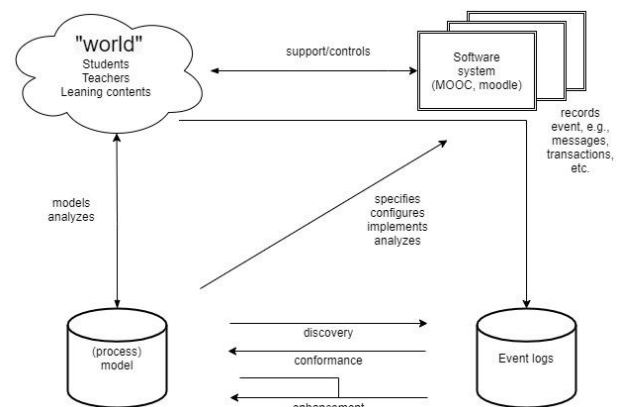 "world"
Students
Teachers
Leaning contents
support/controls
Software
system
(MOOC, moodle)
records
event, e.g.,
messages,
transactions,
etc.
models
analyzes
specifies
configures
implements
analyzes
(process)
model
discovery
conformance
enhancement
Event logs